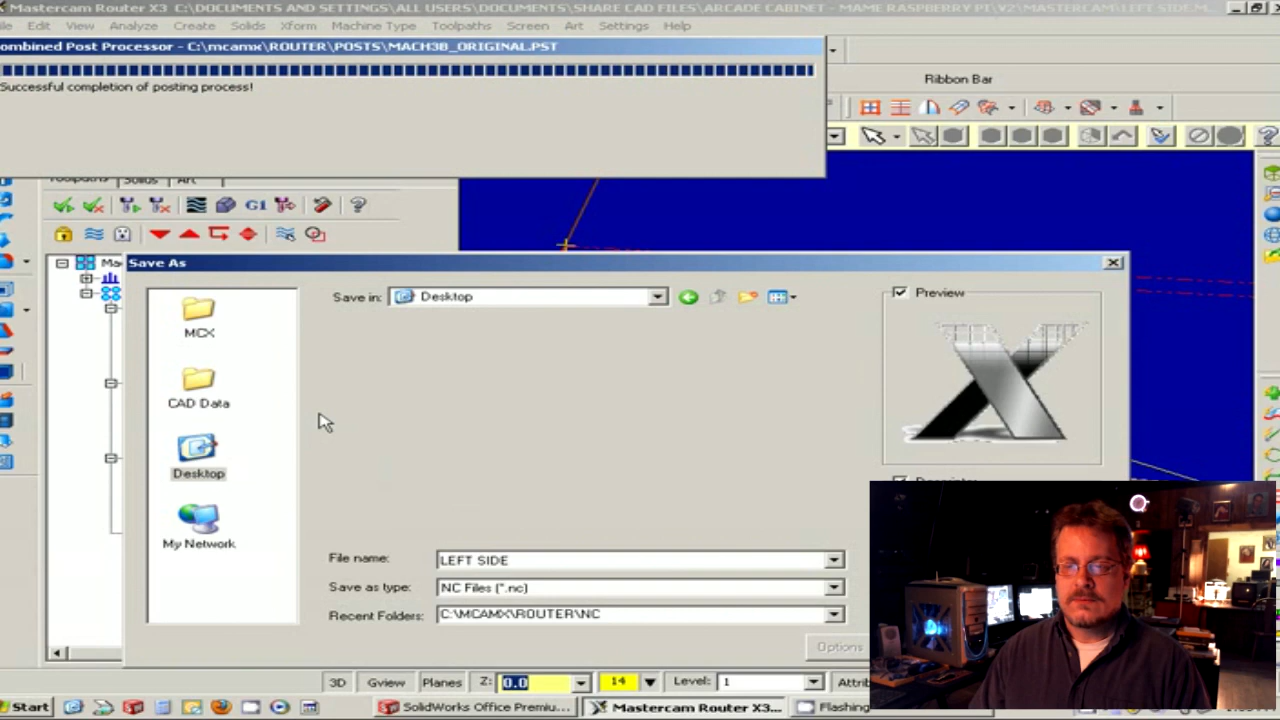 Mastercam Router X3 C:\DOCUMENTS AND SETTINGS\ALL USERS\DOCUMENTS\SHARE CAD FILES\ARCADE CABINET - MAME RASPBERRY PI\V2\MASTERCAM\LEFT SIDE.M
ile Edit View Analyze Create Solids Xform Machine Type Toolpaths Screen Art Settings Help
ombined Post Processor - C:\mcamx\ROUTER\POSTS\MACH3B_ORIGINAL.PST
Successful completion of posting process!
Ribbon Bar
Toolpaths Solids Art
G1
Ma
Save As
Save in: Desktop
Preview
MCX
CAD Data
Desktop
My Network
File name: LEFT SIDE
Save as type: NC Files (*.nc)
Recent Folders: C:\MCAMX\ROUTER\NC
Options
3D Gview Planes Z: 0.0 14 Level: 1 Attrib
Start SolidWorks Office Premiu... Mastercam Router X3... Flashing